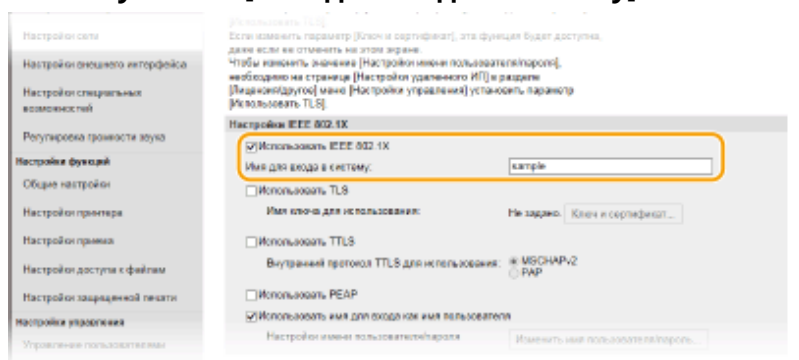 Настройки сети
Настройки внешнего интерфейса
Настройки специальных
возможностей
Регулировка громкости звука
Настройки функций
Общие настройки
Настройки принтера
Настройки приема
Настройки доступа к файлам
Настройки защищенной печати
Настройки управления
Управление пользователями
[Использовать TLS].
Если изменить параметр [Ключ и сертификат], эта функция будет доступна,
даже если ее отменить на этом экране.
Чтобы изменить значение [Настройки имени пользователя/пароля],
необходимо на странице [Настройки удаленного ИП] в разделе
[Лицензия/другое] меню [Настройки управления] установить параметр
[Использовать TLS].
Настройки IEEE 802.1X
Использовать IEEE 802.1X
Имя для входа в систему: sample
Использовать TLS
Имя ключа для использования: Не задано. Ключ и сертификат...
Использовать TTLS
Внутренний протокол TTLS для использования: MSCHAPv2
PAP
Использовать PEAP
Использовать имя для входа как имя пользователя
Настройки имени пользователя/пароля Изменить имя пользователя/пароль...